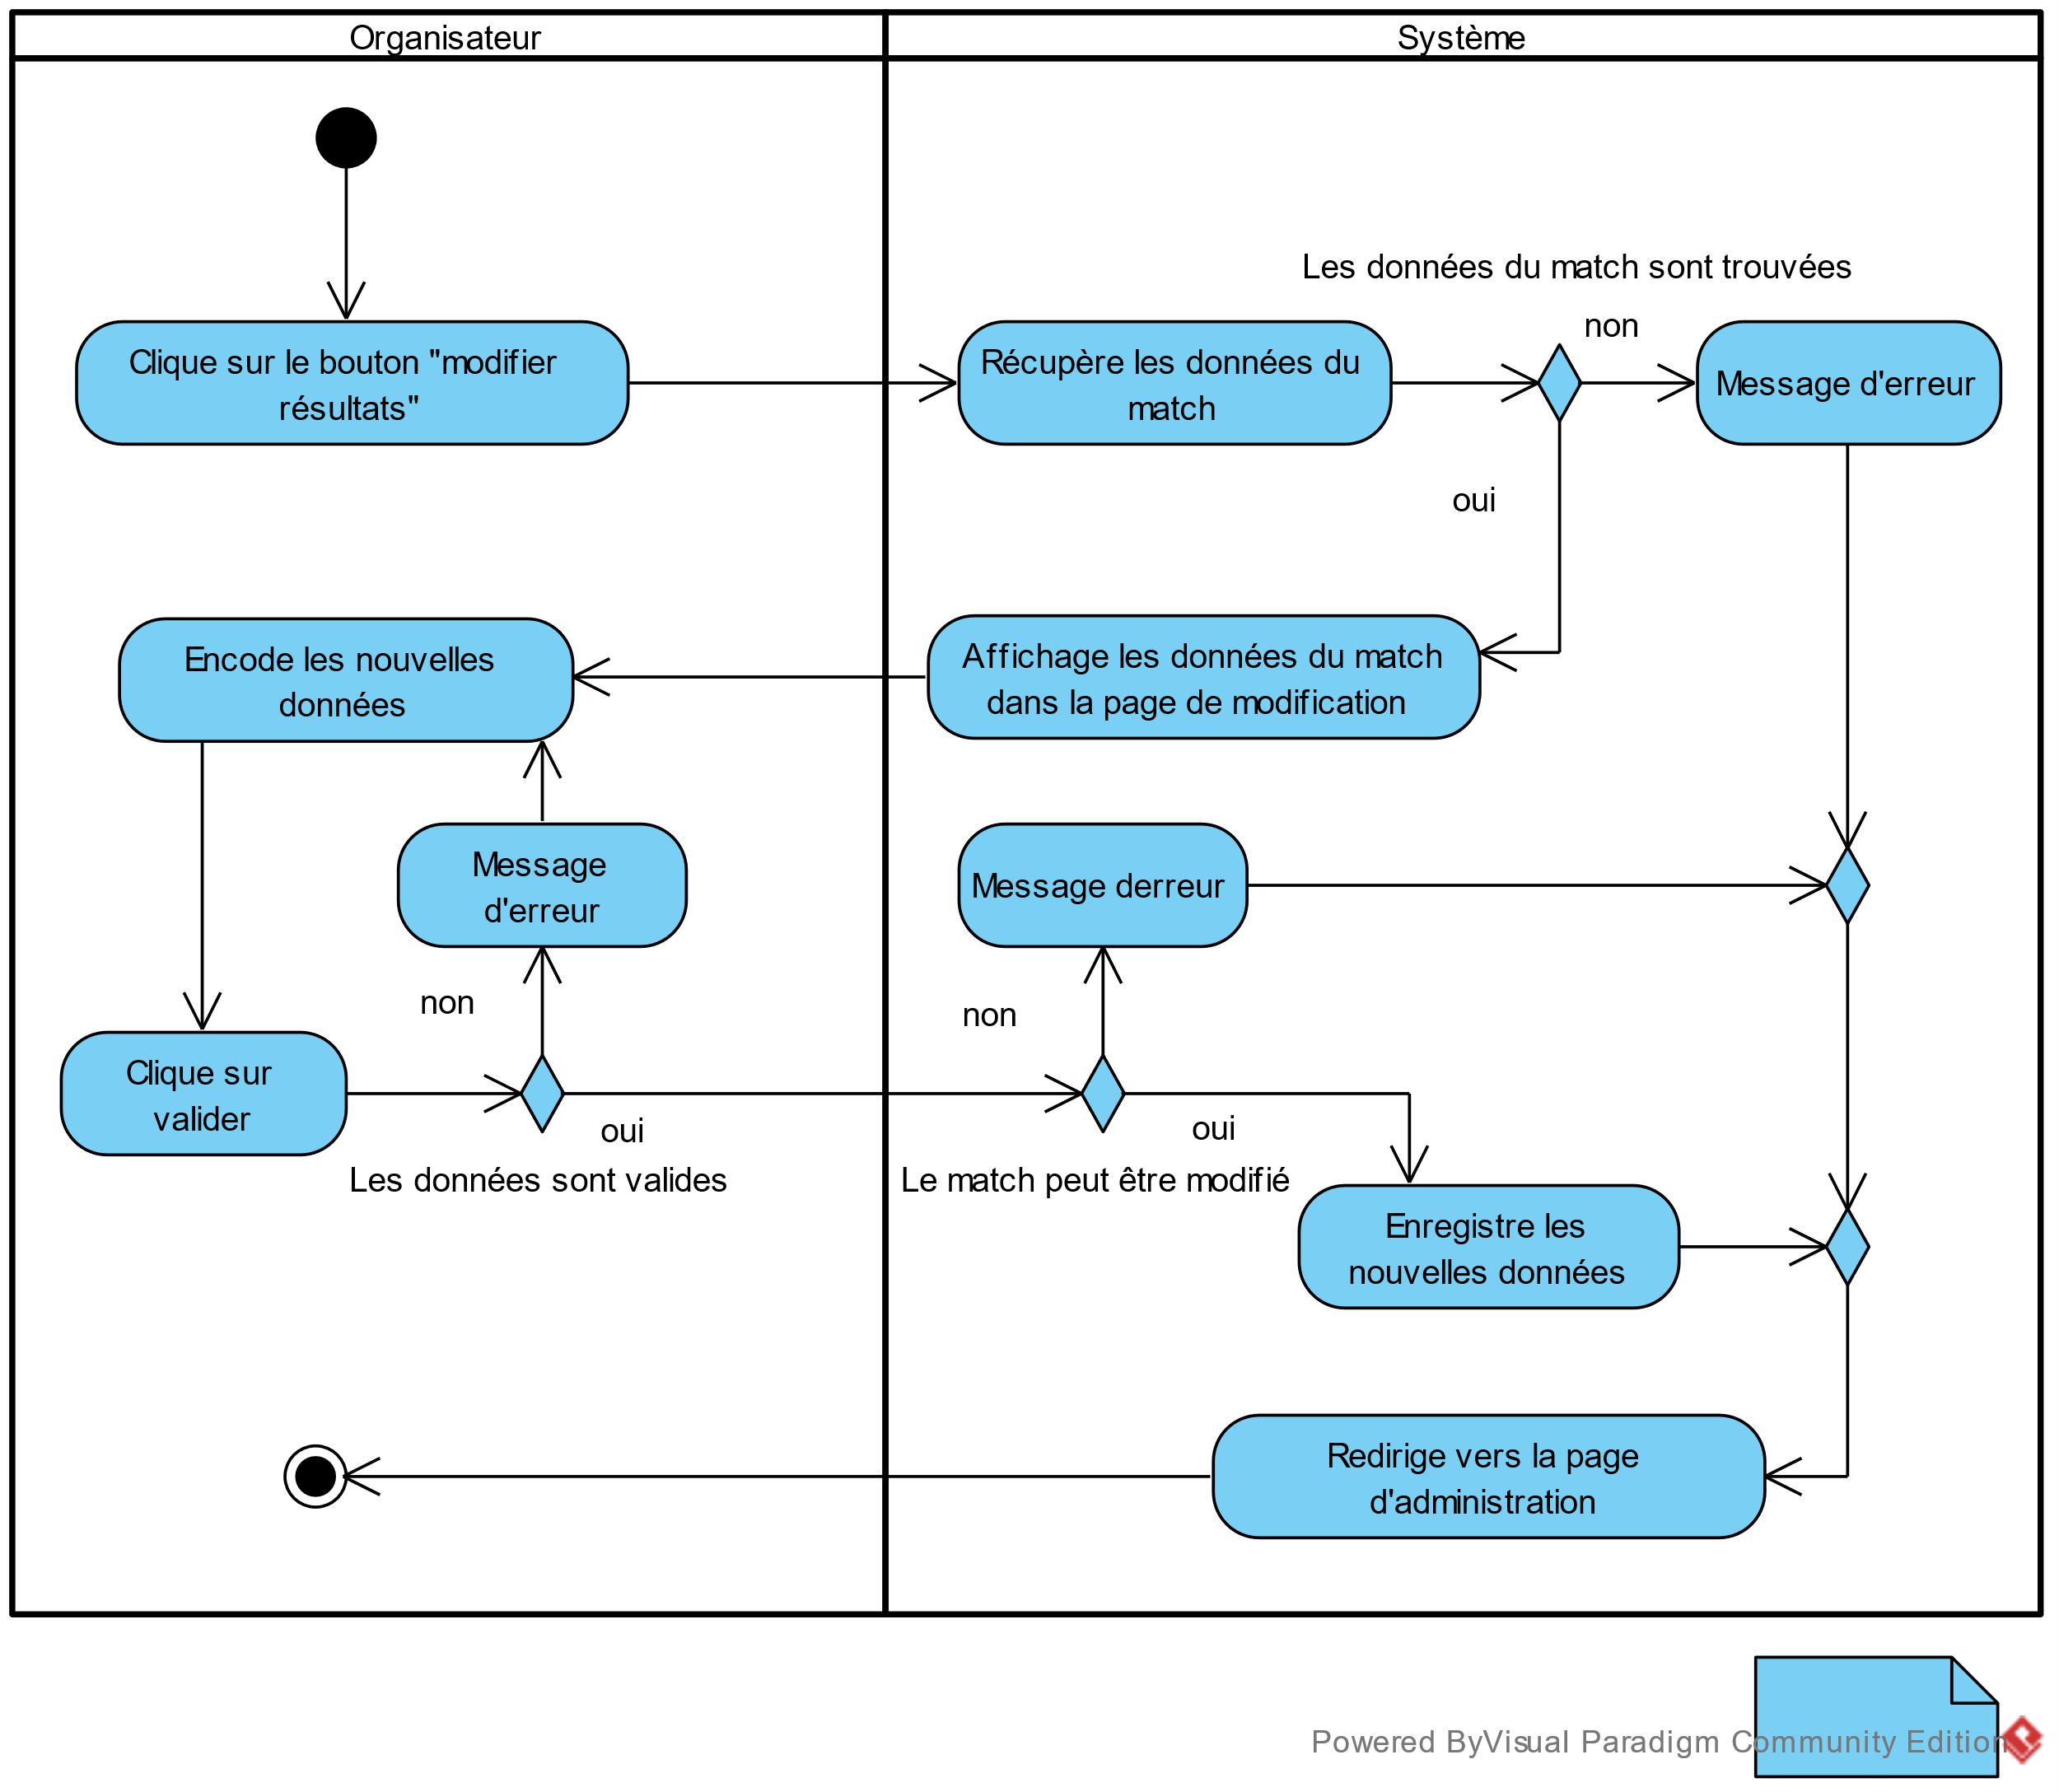 Organisateur
Système
Les données du match sont trouvées
non
Clique sur le bouton "modifier
résultats"
Récupère les données du
match
Message d'erreur
oui
Encode les nouvelles
données
Affichage les données du match
dans la page de modification
Message
d'erreur
Message derreur
non
non
Clique sur
valider
oui
oui
Les données sont valides
Le match peut être modifié
Enregistre les
nouvelles données
Redirige vers la page
d'administration
Powered ByVisual Paradigm Community Edition